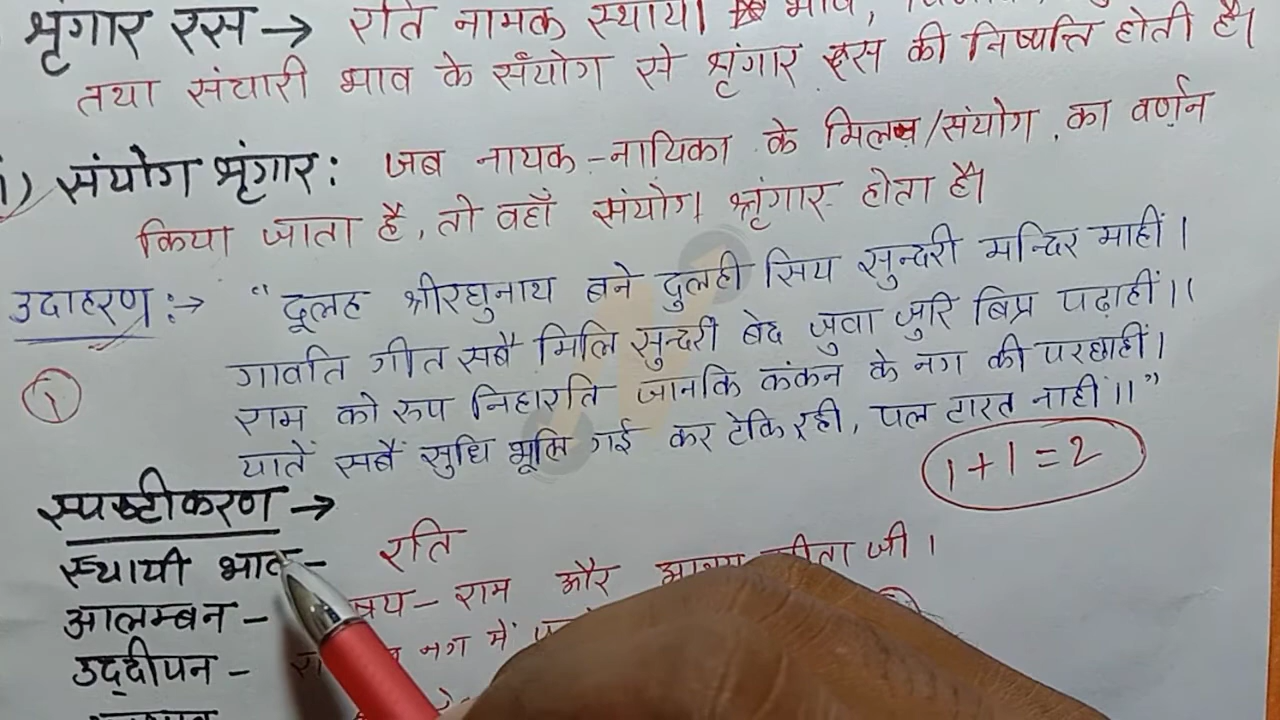 श्रृंगार रस → रति नामक स्थायी भाव,
तथा संचारी भाव के संयोग से श्रृंगार रस की निष्पत्ति होती है।
i) संयोग श्रृंगार: जब नायक-नायिका के मिलन/संयोग का वर्णन
किया जाता है, तो वहाँ संयोग श्रृंगार होता है।
उदाहरण :→ "दूलह श्रीरघुनाथ बने दुलही सिय सुन्दरी मन्दिर माहीं।
गावति गीत सबै मिलि सुन्दरी बेद जुवा जुरि बिप्र पढ़ाहीं।।
① राम को रुप निहारति जानकि कंकन के नग की परछाहीं।
यातें सबैं सुधि भूलि गई कर टेकि रही, पल टारत नाहीं।।"
1+1=2
स्पष्टीकरण →
स्थायी भाव - रति
आलम्बन - राम और सीता जी।
उद्दीपन - नग में